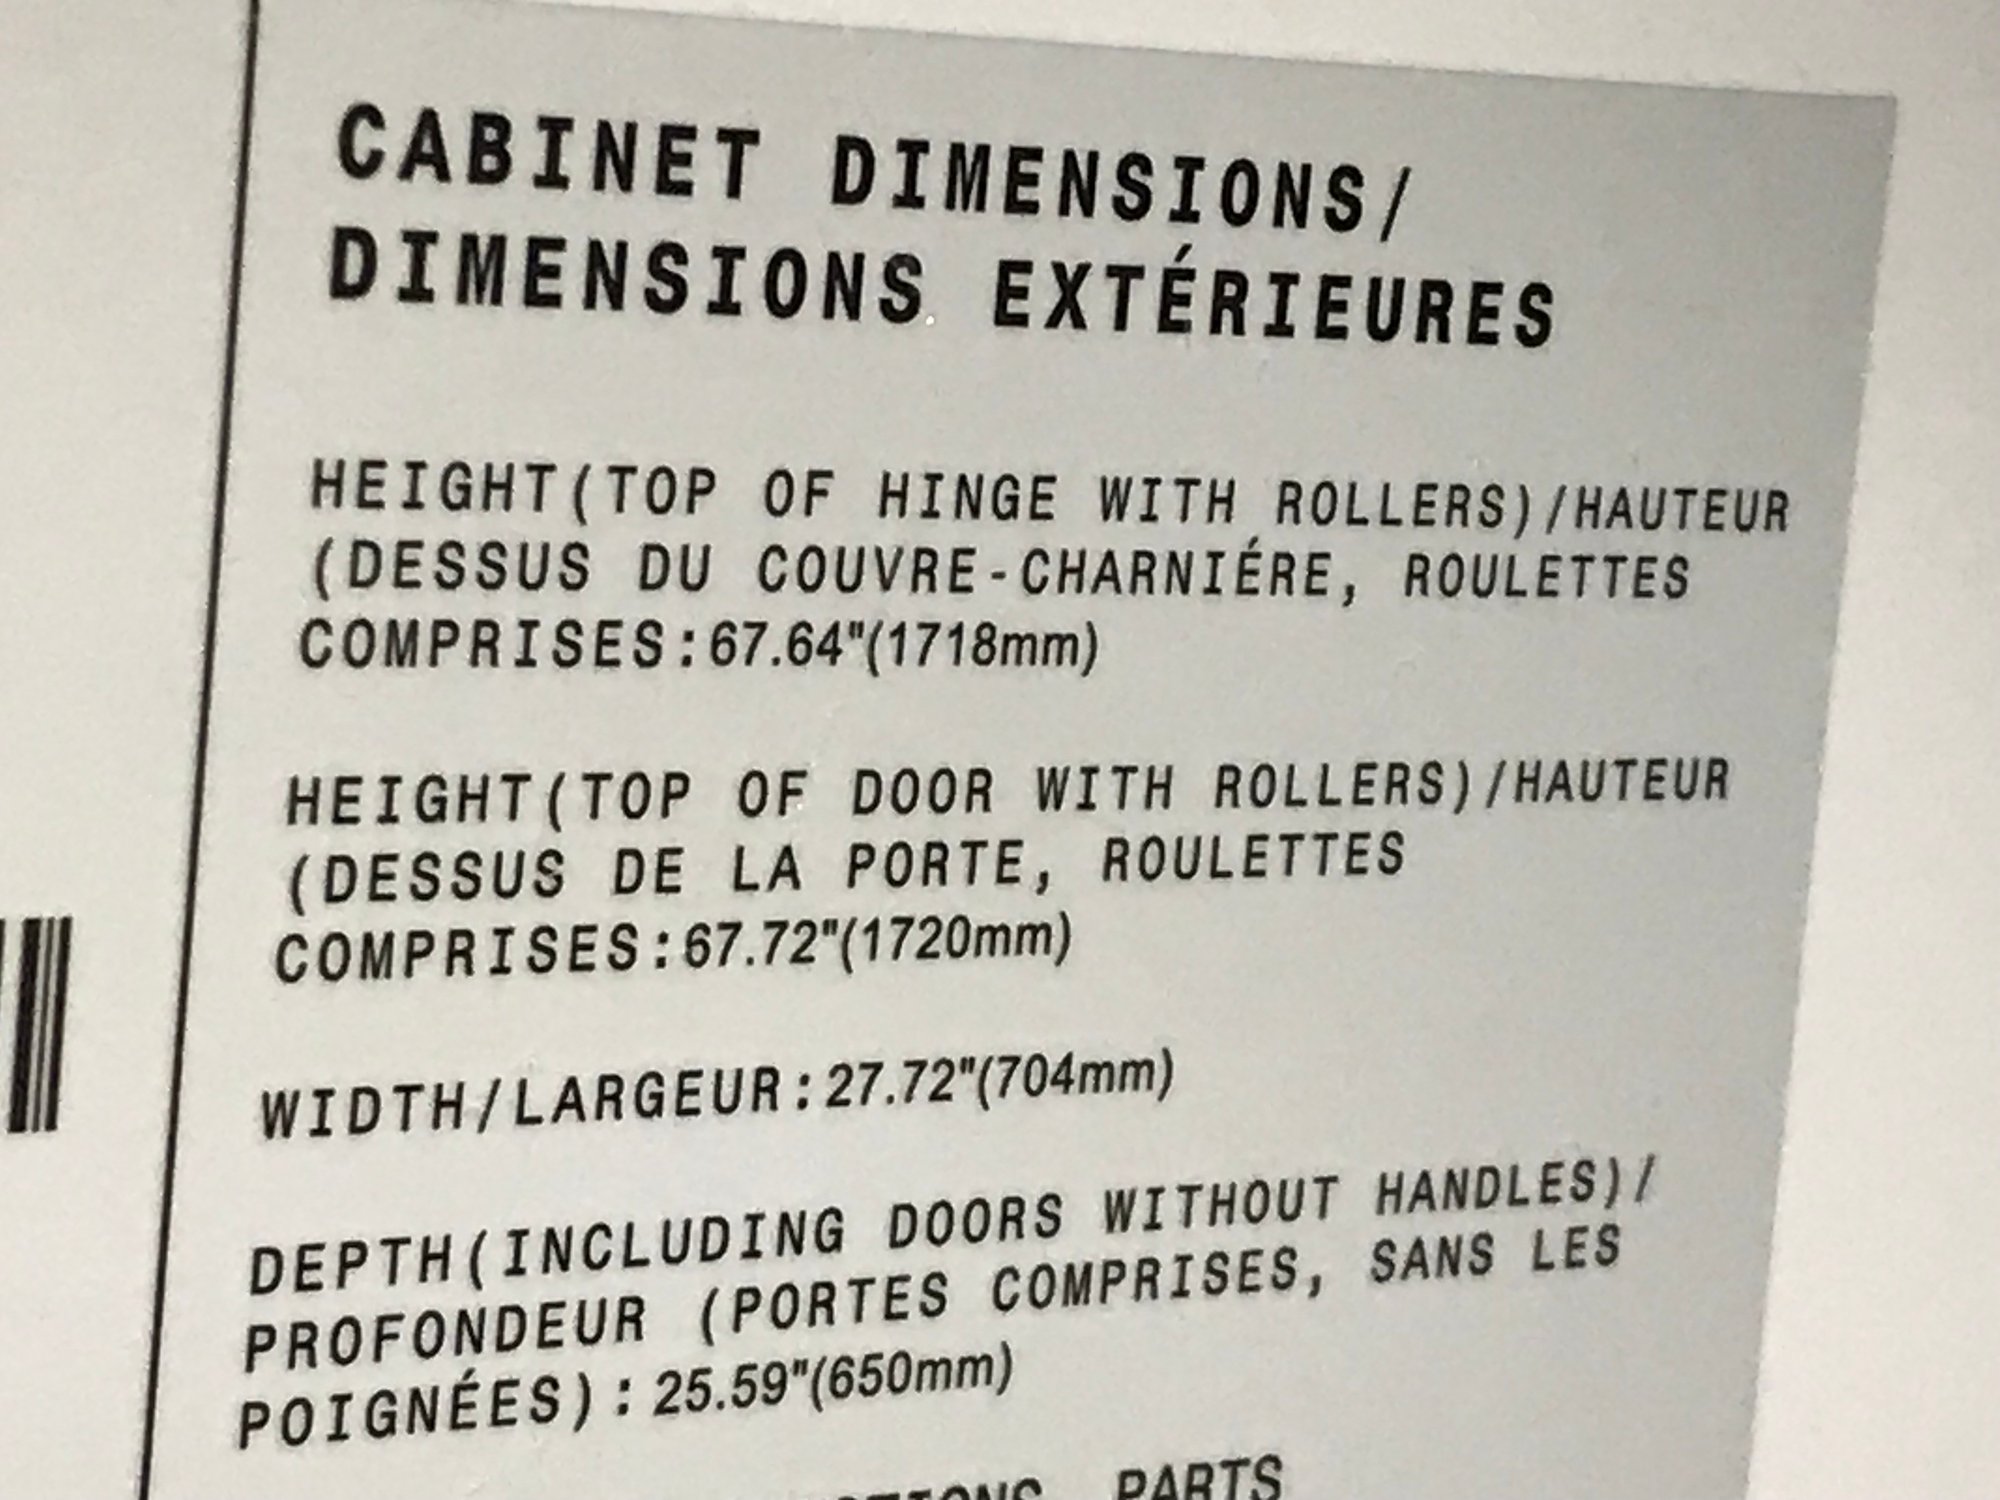 CABINET DIMENSIONS/
DIMENSIONS EXTÉRIEURES
HEIGHT(TOP OF HINGE WITH ROLLERS)/HAUTEUR
(DESSUS DU COUVRE-CHARNIÉRE, ROULETTES
COMPRISES:67.64"(1718mm)
HEIGHT(TOP OF DOOR WITH ROLLERS)/HAUTEUR
(DESSUS DE LA PORTE, ROULETTES
COMPRISES:67.72"(1720mm)
WIDTH/LARGEUR:27.72"(704mm)
DEPTH(INCLUDING DOORS WITHOUT HANDLES)/
PROFONDEUR (PORTES COMPRISES, SANS LES
POIGNÉES):25.59"(650mm)
PARTS